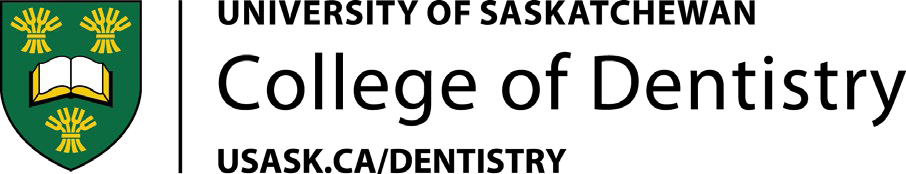 UNIVERSITY OF SASKATCHEWAN
College of Dentistry
USASK.CA/DENTISTRY